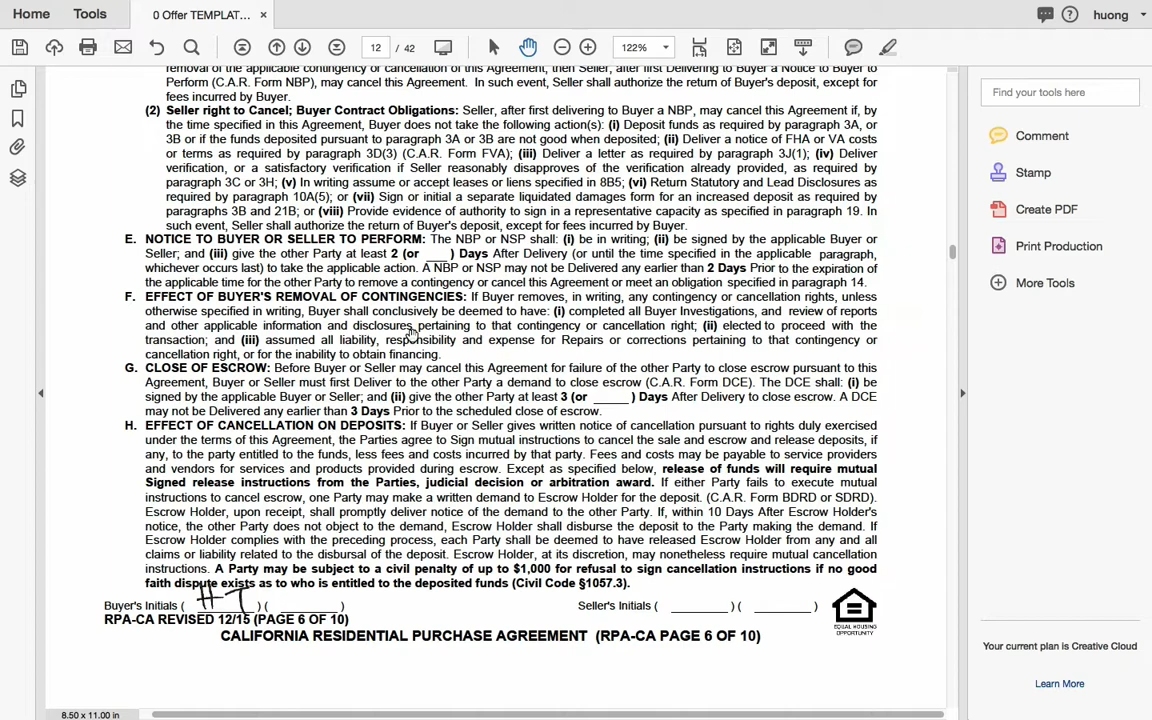 Home Tools 0 Offer TEMPLAT... × huong
12 / 42 122%
removal of the applicable contingency or cancellation of this Agreement, then Seller, after first Delivering to Buyer a Notice to Buyer to
Perform (C.A.R. Form NBP), may cancel this Agreement. In such event, Seller shall authorize the return of Buyer's deposit, except for
fees incurred by Buyer.
(2) Seller right to Cancel; Buyer Contract Obligations: Seller, after first delivering to Buyer a NBP, may cancel this Agreement if, by
the time specified in this Agreement, Buyer does not take the following action(s): (i) Deposit funds as required by paragraph 3A, or
3B or if the funds deposited pursuant to paragraph 3A or 3B are not good when deposited; (ii) Deliver a notice of FHA or VA costs
or terms as required by paragraph 3D(3) (C.A.R. Form FVA); (iii) Deliver a letter as required by paragraph 3J(1); (iv) Deliver
verification, or a satisfactory verification if Seller reasonably disapproves of the verification already provided, as required by
paragraph 3C or 3H; (v) In writing assume or accept leases or liens specified in 8B5; (vi) Return Statutory and Lead Disclosures as
required by paragraph 10A(5); or (vii) Sign or initial a separate liquidated damages form for an increased deposit as required by
paragraphs 3B and 21B; or (viii) Provide evidence of authority to sign in a representative capacity as specified in paragraph 19. In
such event, Seller shall authorize the return of Buyer's deposit, except for fees incurred by Buyer.
E. NOTICE TO BUYER OR SELLER TO PERFORM: The NBP or NSP shall: (i) be in writing; (ii) be signed by the applicable Buyer or
Seller; and (iii) give the other Party at least 2 (or ___ ) Days After Delivery (or until the time specified in the applicable paragraph,
whichever occurs last) to take the applicable action. A NBP or NSP may not be Delivered any earlier than 2 Days Prior to the expiration of
the applicable time for the other Party to remove a contingency or cancel this Agreement or meet an obligation specified in paragraph 14.
F. EFFECT OF BUYER'S REMOVAL OF CONTINGENCIES: If Buyer removes, in writing, any contingency or cancellation rights, unless
otherwise specified in writing, Buyer shall conclusively be deemed to have: (i) completed all Buyer Investigations, and review of reports
and other applicable information and disclosures pertaining to that contingency or cancellation right; (ii) elected to proceed with the
transaction; and (iii) assumed all liability, responsibility and expense for Repairs or corrections pertaining to that contingency or
cancellation right, or for the inability to obtain financing.
G. CLOSE OF ESCROW: Before Buyer or Seller may cancel this Agreement for failure of the other Party to close escrow pursuant to this
Agreement, Buyer or Seller must first Deliver to the other Party a demand to close escrow (C.A.R. Form DCE). The DCE shall: (i) be
signed by the applicable Buyer or Seller; and (ii) give the other Party at least 3 (or _____ ) Days After Delivery to close escrow. A DCE
may not be Delivered any earlier than 3 Days Prior to the scheduled close of escrow.
H. EFFECT OF CANCELLATION ON DEPOSITS: If Buyer or Seller gives written notice of cancellation pursuant to rights duly exercised
under the terms of this Agreement, the Parties agree to Sign mutual instructions to cancel the sale and escrow and release deposits, if
any, to the party entitled to the funds, less fees and costs incurred by that party. Fees and costs may be payable to service providers
and vendors for services and products provided during escrow. Except as specified below, release of funds will require mutual
Signed release instructions from the Parties, judicial decision or arbitration award. If either Party fails to execute mutual
instructions to cancel escrow, one Party may make a written demand to Escrow Holder for the deposit. (C.A.R. Form BDRD or SDRD).
Escrow Holder, upon receipt, shall promptly deliver notice of the demand to the other Party. If, within 10 Days After Escrow Holder's
notice, the other Party does not object to the demand, Escrow Holder shall disburse the deposit to the Party making the demand. If
Escrow Holder complies with the preceding process, each Party shall be deemed to have released Escrow Holder from any and all
claims or liability related to the disbursal of the deposit. Escrow Holder, at its discretion, may nonetheless require mutual cancellation
instructions. A Party may be subject to a civil penalty of up to $1,000 for refusal to sign cancellation instructions if no good
faith dispute exists as to who is entitled to the deposited funds (Civil Code §1057.3).
Buyer's Initials ( HT ) ( ________ ) Seller's Initials ( ________ ) ( ________ )
RPA-CA REVISED 12/15 (PAGE 6 OF 10)
EQUAL HOUSING
OPPORTUNITY
CALIFORNIA RESIDENTIAL PURCHASE AGREEMENT (RPA-CA PAGE 6 OF 10)
8.50 x 11.00 in
Find your tools here
Comment
Stamp
Create PDF
Print Production
More Tools
Your current plan is Creative Cloud
Learn More